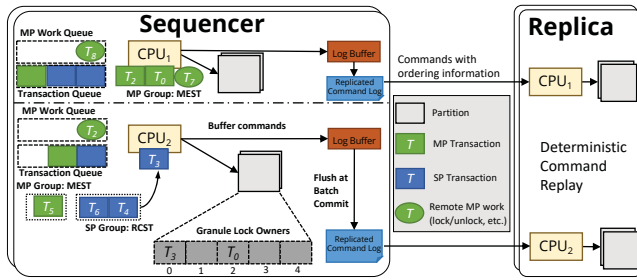 Sequencer
Replica
MP Work Queue
T8
CPU1
Log Buffer
Commands with
ordering information
T2 T0 T7
Transaction Queue
MP Group: MEST
Replicated
Command Log
CPU1
MP Work Queue
T2
CPU2
Buffer commands
Log Buffer
Partition
T MP Transaction
T SP Transaction
T Remote MP work
(lock/unlock, etc.)
Deterministic
Command
Replay
Transaction Queue
T3
MP Group: MEST
Flush at
Batch
Commit
T5
T6 T4
SP Group: RCST
Granule Lock Owners
T3 T0
0 1 2 3 4
Replicated
Command Log
CPU2